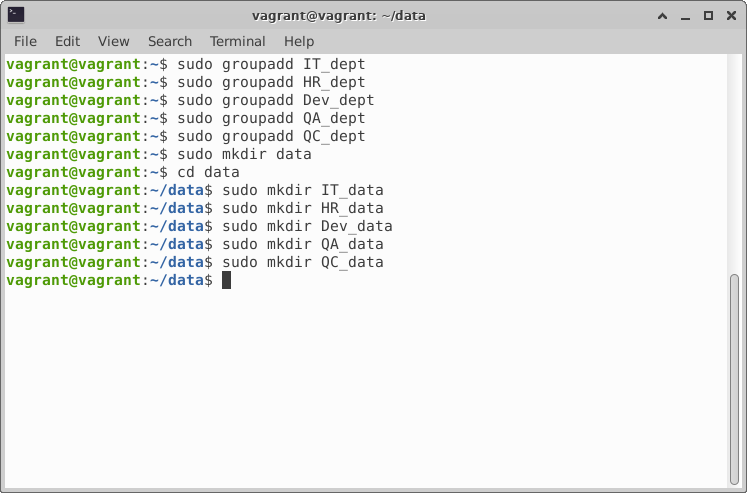 vagrant@vagrant: ~/data
File Edit View Search Terminal Help
vagrant@vagrant:~$ sudo groupadd IT_dept
vagrant@vagrant:~$ sudo groupadd HR_dept
vagrant@vagrant:~$ sudo groupadd Dev_dept
vagrant@vagrant:~$ sudo groupadd QA_dept
vagrant@vagrant:~$ sudo groupadd QC_dept
vagrant@vagrant:~$ sudo mkdir data
vagrant@vagrant:~$ cd data
vagrant@vagrant:~/data$ sudo mkdir IT_data
vagrant@vagrant:~/data$ sudo mkdir HR_data
vagrant@vagrant:~/data$ sudo mkdir Dev_data
vagrant@vagrant:~/data$ sudo mkdir QA_data
vagrant@vagrant:~/data$ sudo mkdir QC_data
vagrant@vagrant:~/data$